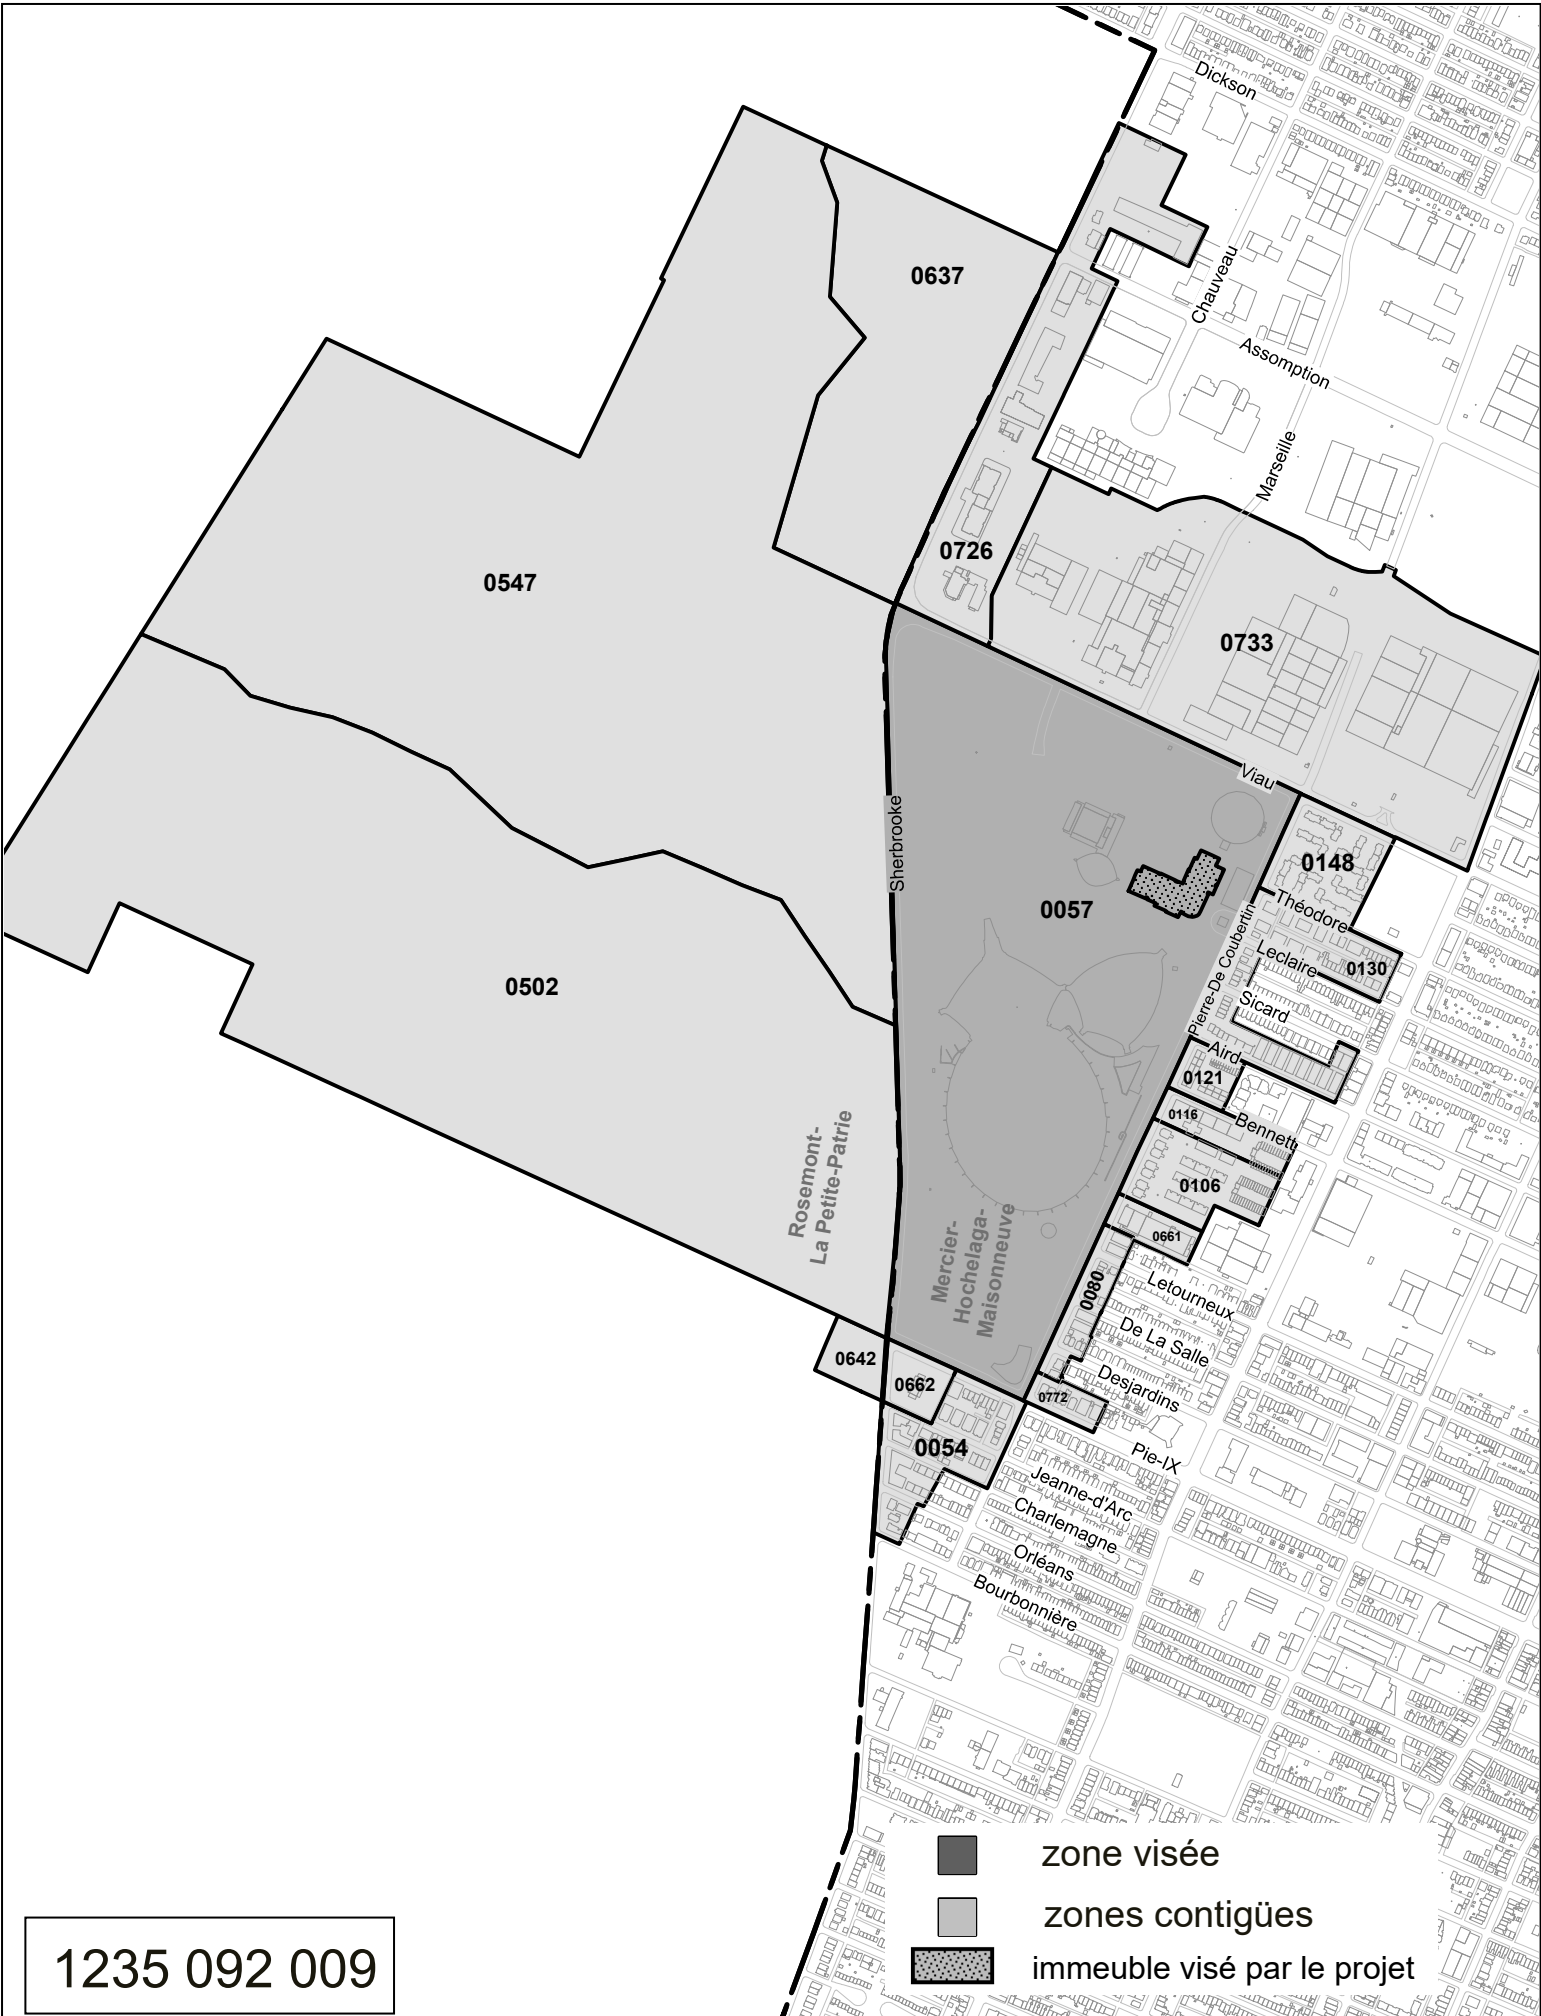 Dickson
0637
Chauveau
Assomption
Marseille
0726
0547
0733
Viau
Sherbrooke
0148
0057
Théodore
Pierre-De Coubertin
Leclaire
0130
0502
Sicard
Aird
0121
0116
Bennett
Rosemont-
La Petite-Patrie
0106
Mercier-
Hochelaga-
Maisonneuve
0661
0080
Letourneux
De La Salle
0642
0662
Desjardins
0772
0054
Pie-IX
Jeanne-d'Arc
Charlemagne
Orléans
Bourbonnière
zone visée
zones contigües
immeuble visé par le projet
1235 092 009